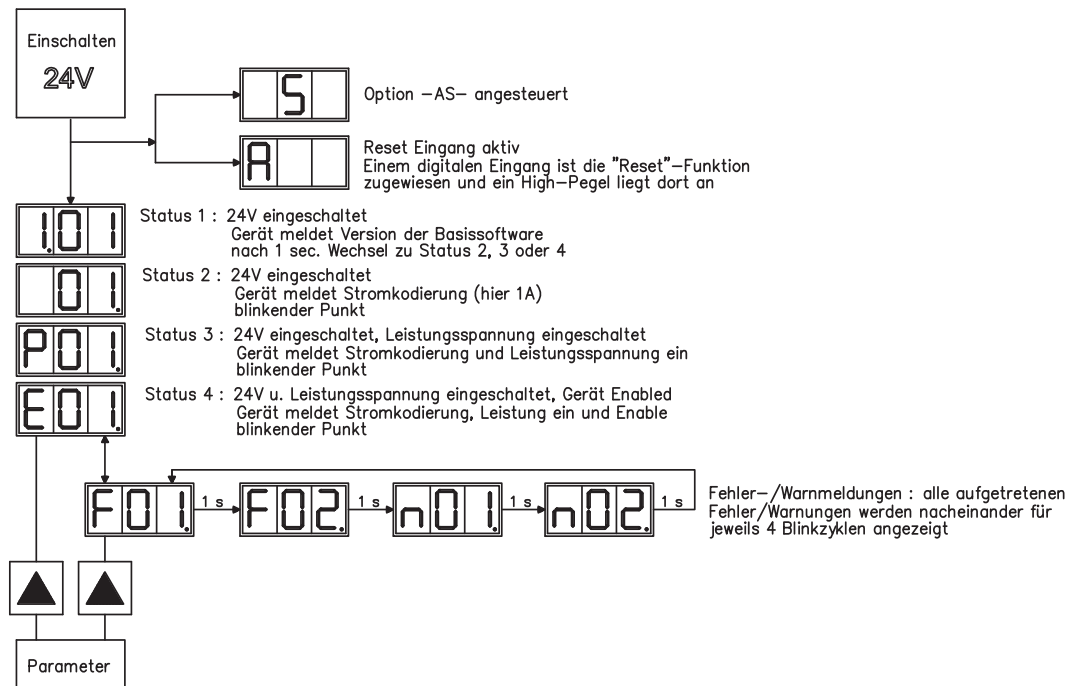 Einschalten
24V
S
Option -AS- angesteuert
A
Reset Eingang aktiv
Einem digitalen Eingang ist die "Reset"-Funktion
zugewiesen und ein High-Pegel liegt dort an
1.01
Status 1 : 24V eingeschaltet
Gerät meldet Version der Basissoftware
nach 1 sec. Wechsel zu Status 2, 3 oder 4
01.
Status 2 : 24V eingeschaltet
Gerät meldet Stromkodierung (hier 1A)
blinkender Punkt
P01.
Status 3 : 24V eingeschaltet, Leistungsspannung eingeschaltet
Gerät meldet Stromkodierung und Leistungsspannung ein
blinkender Punkt
E01.
Status 4 : 24V u. Leistungsspannung eingeschaltet, Gerät Enabled
Gerät meldet Stromkodierung, Leistung ein und Enable
blinkender Punkt
F01. 1 s F02. 1 s n01. 1 s n02. 1 s
Fehler-/Warnmeldungen : alle aufgetretenen
Fehler/Warnungen werden nacheinander für
jeweils 4 Blinkzyklen angezeigt
Parameter